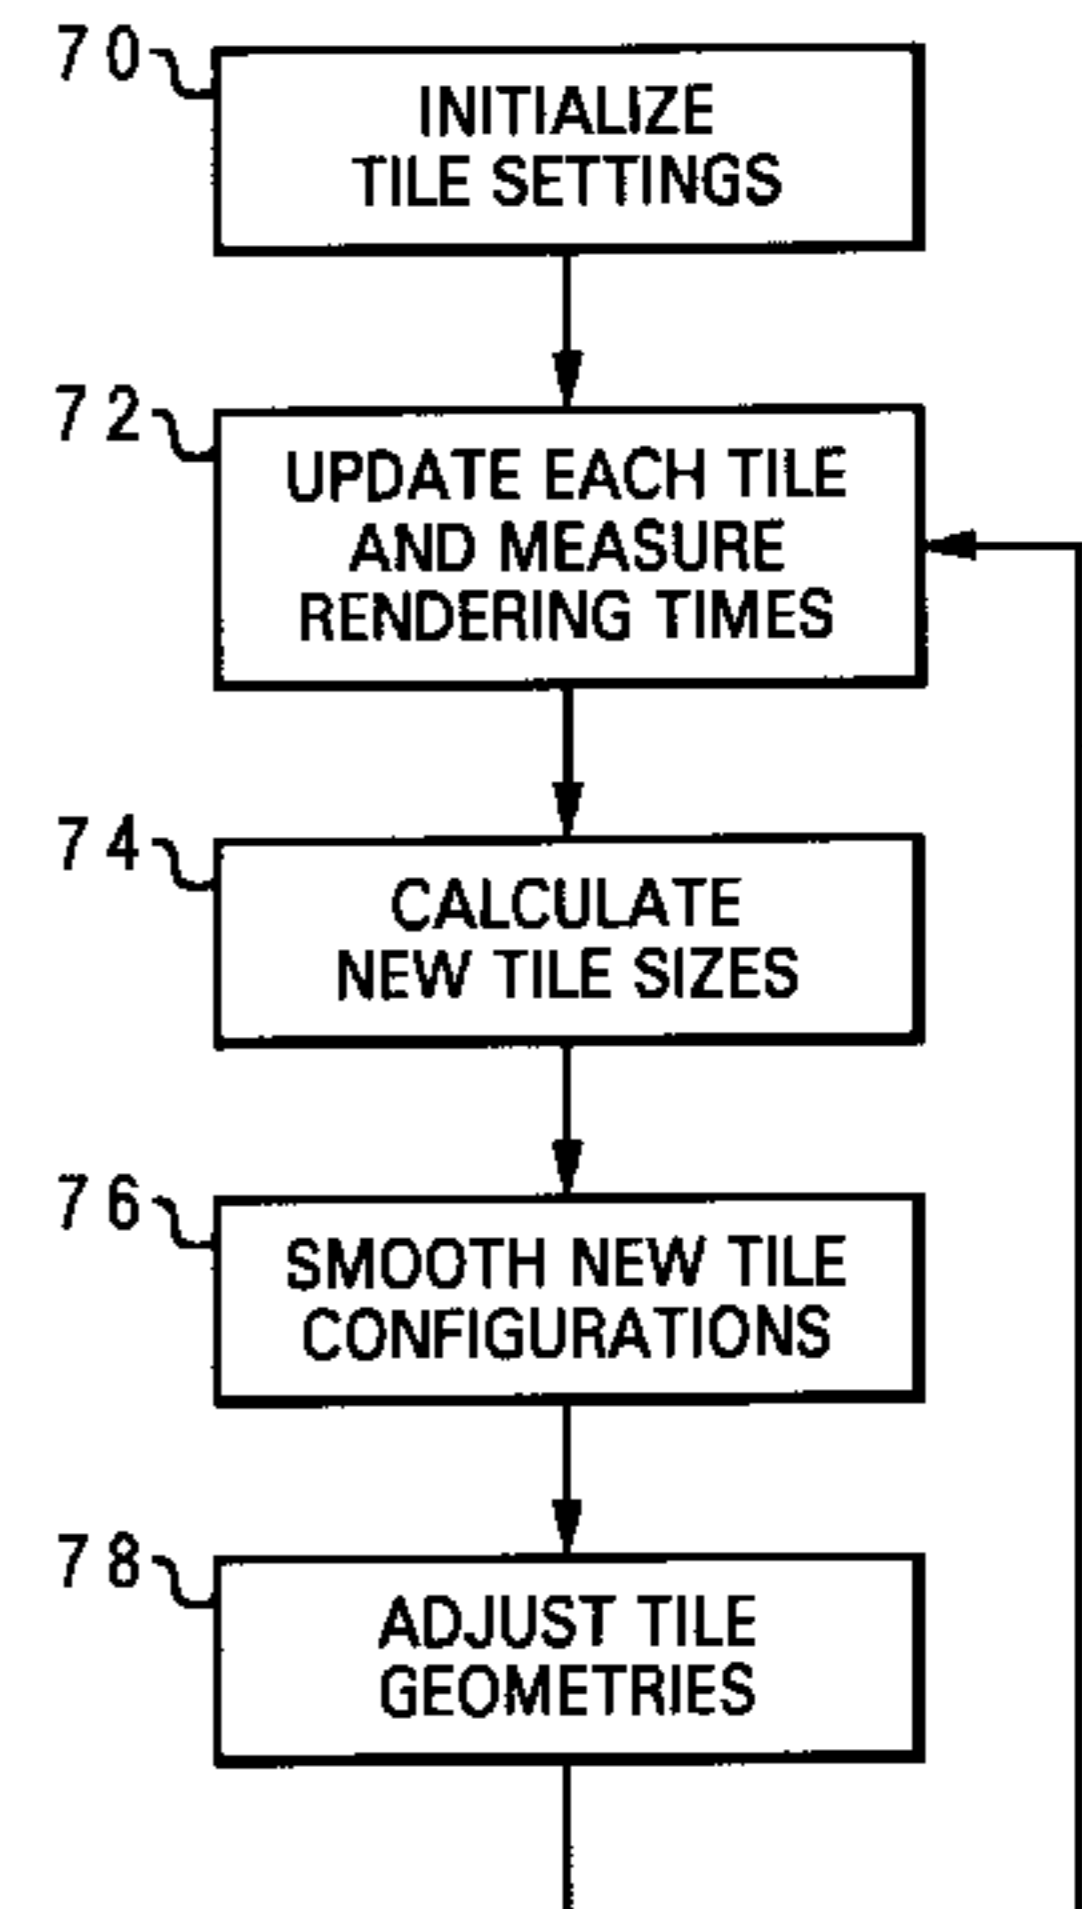 70
INITIALIZE
TILE SETTINGS
72
UPDATE EACH TILE
AND MEASURE
RENDERING TIMES
74
CALCULATE
NEW TILE SIZES
76
SMOOTH NEW TILE
CONFIGURATIONS
78
ADJUST TILE
GEOMETRIES